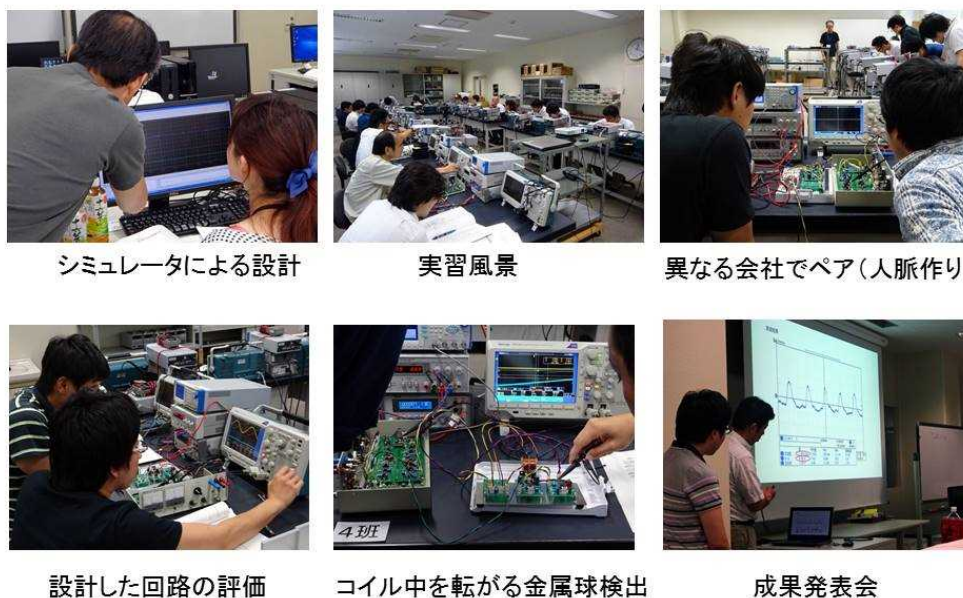 シミュレータによる設計
実習風景
異なる会社でペア(人脈作り
設計した回路の評価
4班
コイル中を転がる金属球検出
成果発表会